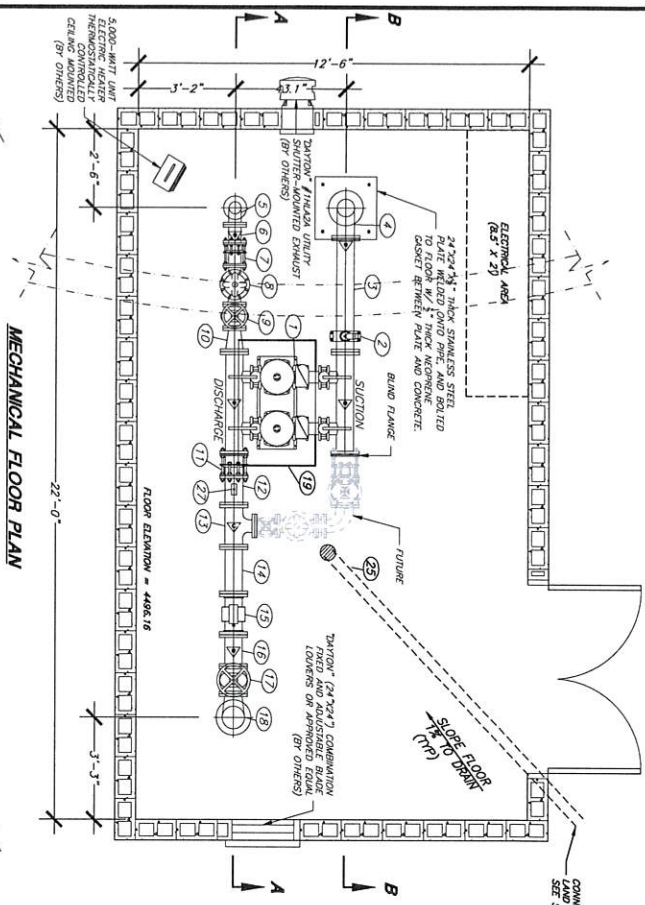 B
A
12'-6"
3'-2"
43.1"
5,000-WATT UNIT
ELECTRIC HEATER
THERMOSTATICALLY
CONTROLLED
CEILING MOUNTED
(BY OTHERS)
2'-6"
"DAYTON" #1HLA2A UTILITY
SHUTTER-MOUNTED EXHAUST
(BY OTHERS)
24"X24"X⅜" THICK STAINLESS STEEL
PLATE WELDED ONTO PIPE, AND BOLTED
TO FLOOR W/ ¼" THICK NEOPRENE
GASKET BETWEEN PLATE AND CONCRETE.
ELECTRICAL AREA
(8.5' X 2')
5
6
7
8
9
10
4
3
2
1
DISCHARGE
SUCTION
BLIND FLANGE
11
12
27
13
14
15
16
17
18
19
FUTURE
25
FLOOR ELEVATION = 4496.16
22'-0"
MECHANICAL FLOOR PLAN
"DAYTON" (24"X24") COMBINATION
FIXED AND ADJUSTABLE BLADE
LOUVERS OR APPROVED EQUAL
(BY OTHERS)
SLOPE FLOOR
1% TO DRAIN
(TYP)
3'-3"
LAND
SEE
A
B